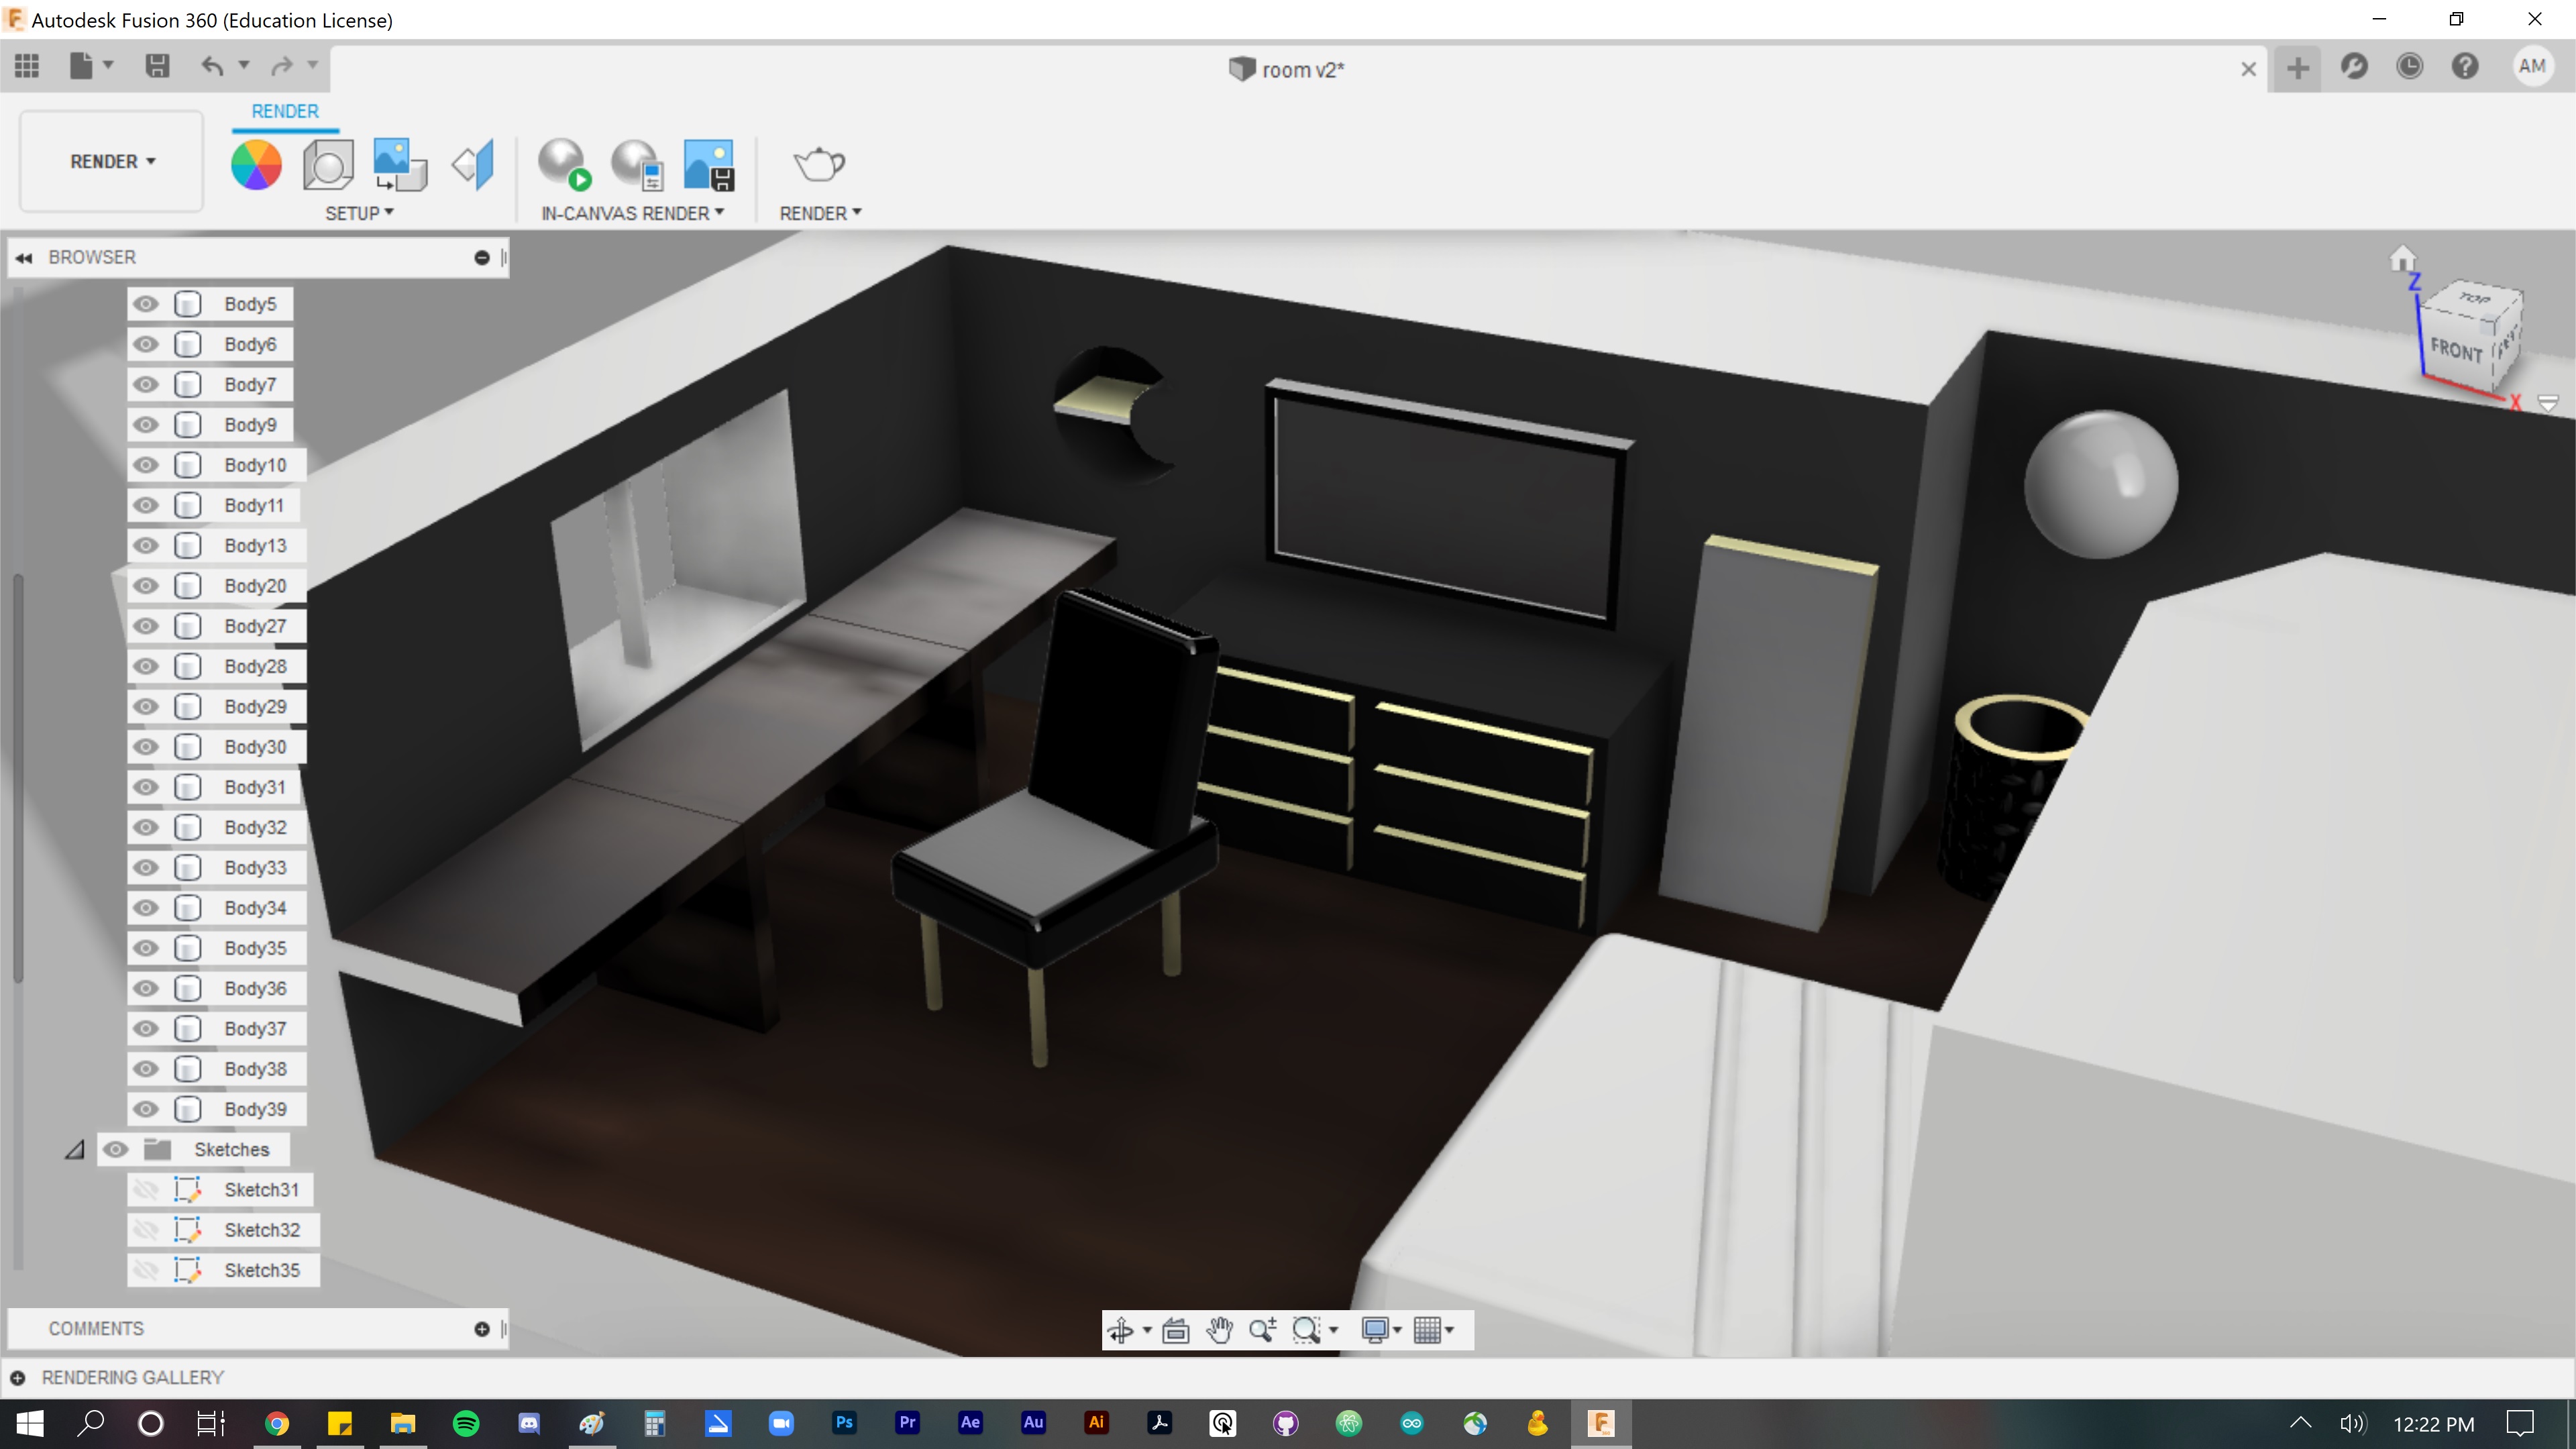 Autodesk Fusion 360 (Education License)
room v2*
AM
RENDER
RENDER
SETUP
IN-CANVAS RENDER
RENDER
BROWSER
Body5
Body6
Body7
Body9
Body10
Body11
Body13
Body20
Body27
Body28
Body29
Body30
Body31
Body32
Body33
Body34
Body35
Body36
Body37
Body38
Body39
Sketches
Sketch31
Sketch32
Sketch35
Z
TOP
FRONT
X
COMMENTS
RENDERING GALLERY
Ps
Pr
Ae
Au
Ai
F
12:22 PM